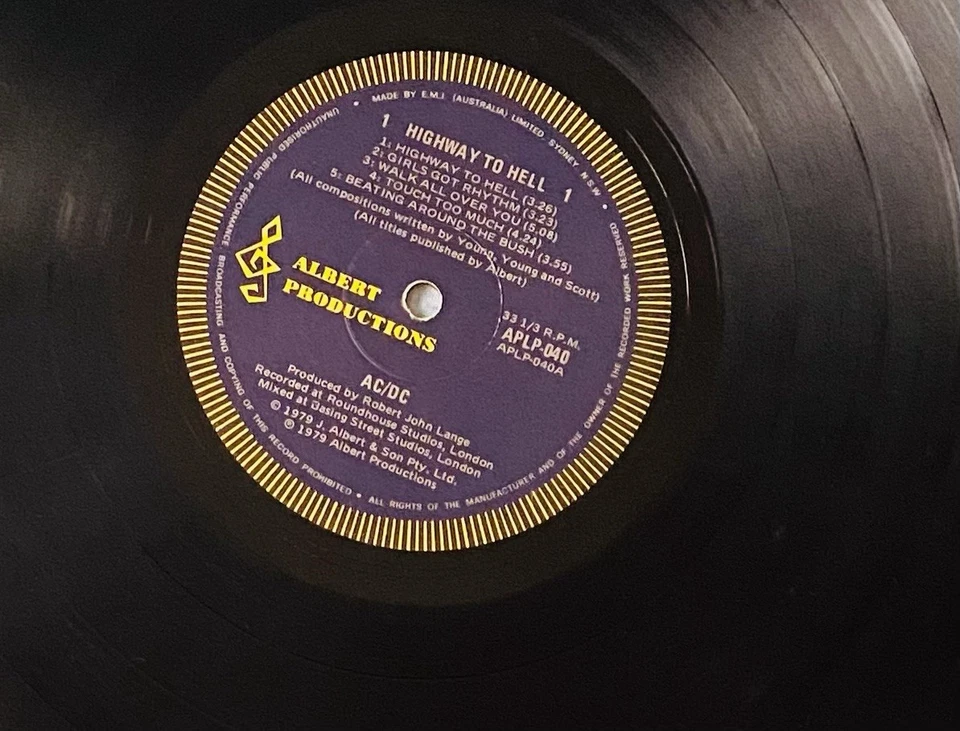 MADE BY E.M.I. (AUSTRALIA) LIMITED, SYDNEY N.S.W. •
1 HIGHWAY TO HELL 1
1: HIGHWAY TO HELL (3.26)
2: GIRLS GOT RHYTHM (3.23)
3: WALK ALL OVER YOU (5.08)
4: TOUCH TOO MUCH (4.24)
5: BEATING AROUND THE BUSH (3.55)
(All compositions written by Young, Young and Scott)
(All titles published by Albert)
ALBERT
PRODUCTIONS
33 1/3 R.P.M.
APLP-040
APLP-040A
AC/DC
Produced by Robert John Lange
Recorded at Roundhouse Studios, London
Mixed at Basing Street Studios, London
© 1979 J. Albert & Son Pty. Ltd.
℗ 1979 Albert Productions
ALL RIGHTS OF THE MANUFACTURER AND OF THE OWNER OF THE RECORDED WORK RESERVED
UNAUTHORISED PUBLIC PERFORMANCE BROADCASTING AND COPYING OF THIS RECORD PROHIBITED •